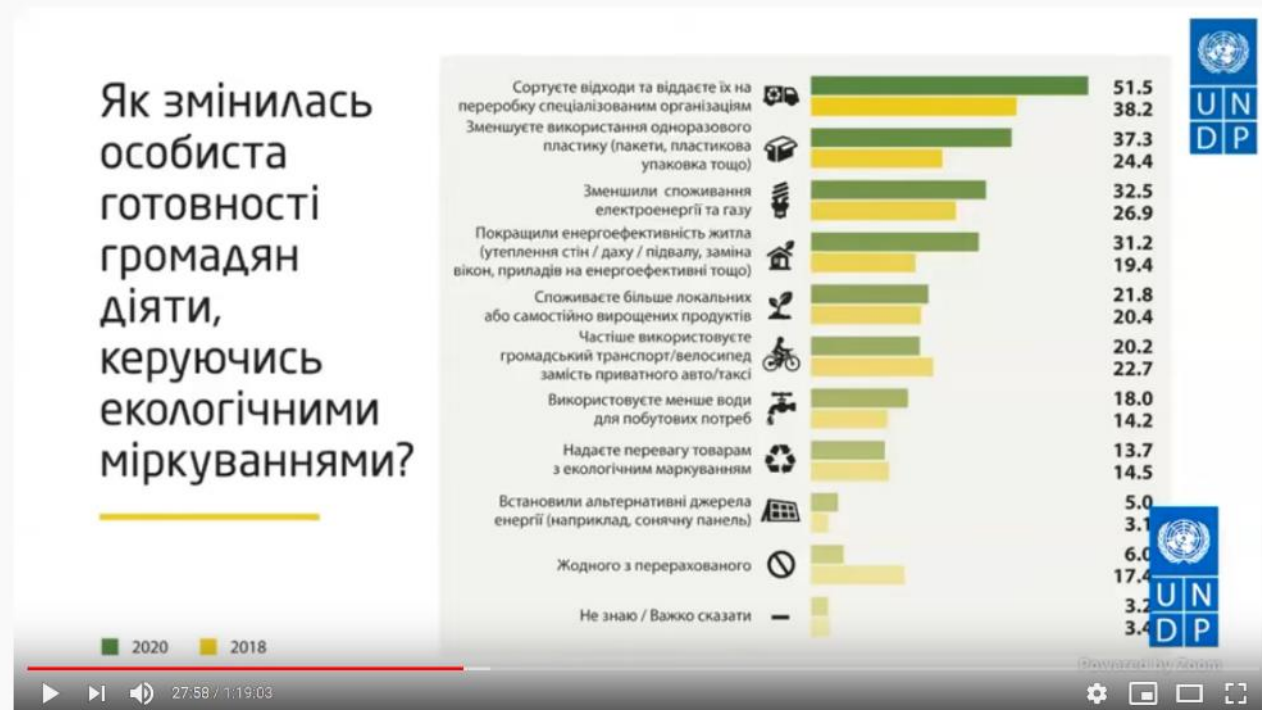 Як змінилась
особиста
готовності
громадян
діяти,
керуючись
екологічними
міркуваннями?
2020
2018
Сортуєте відходи та віддаєте їх на
переробку спеціалізованим організаціям
51.5
38.2
Зменшуєте використання одноразового
пластику (пакети, пластикова
упаковка тощо)
37.3
24.4
Зменшили споживання
електроенергії та газу
32.5
26.9
Покращили енергоефективність житла
(утеплення стін / даху / підвалу, заміна
вікон, приладів на енергоефективні тощо)
31.2
19.4
Споживаєте більше локальних
або самостійно вирощених продуктів
21.8
20.4
Частіше використовуєте
громадський транспорт/велосипед
замість приватного авто/таксі
20.2
22.7
Використовуєте менше води
для побутових потреб
18.0
14.2
Надаєте перевагу товарам
з екологічним маркуванням
13.7
14.5
Встановили альтернативні джерела
енергії (наприклад, сонячну панель)
5.0
3.1
Жодного з перерахованого
6.0
17.4
Не знаю / Важко сказати
3.2
3.4
U N
D P
U N
D P
Powered by Zoom
27:58 / 1:19:03